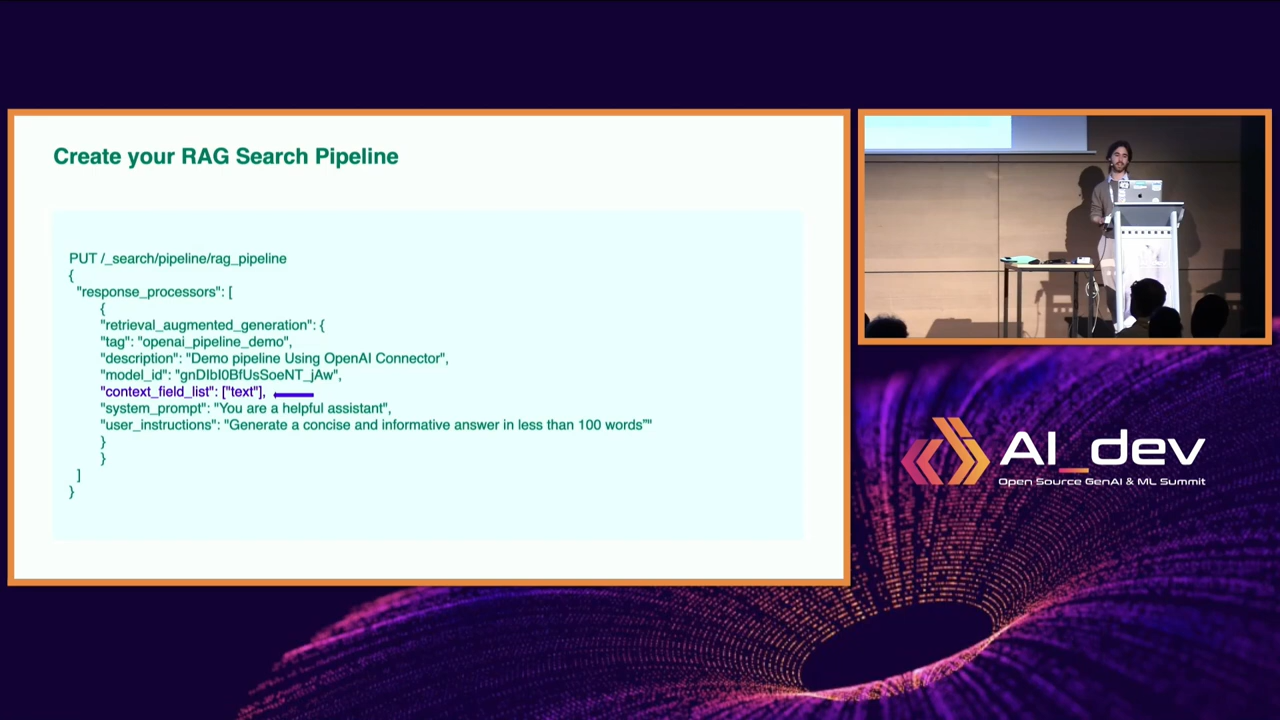 Create your RAG Search Pipeline
PUT /_search/pipeline/rag_pipeline
{
"response_processors": [
{
"retrieval_augmented_generation": {
"tag": "openai_pipeline_demo",
"description": "Demo pipeline Using OpenAI Connector",
"model_id": "gnDIbI0BfUsSoeNT_jAw",
"context_field_list": ["text"],
"system_prompt": "You are a helpful assistant",
"user_instructions": "Generate a concise and informative answer in less than 100 words”"
}
}
]
}
AI_dev
Open Source GenAI & ML Summit